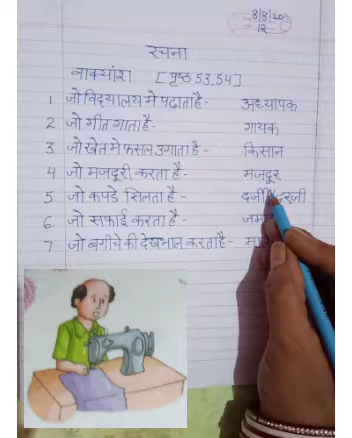 8/8/20
12
रचना
वाक्यांश [पृष्ठ 53,54]
1 जो विद्यालय मे पढाता है- अध्यापक
2 जो गीत गाता है- गायक
3 जो खेत मे फसल उगाता है- किसान
4 जो मजदूरी करता है- मजदूर
5 जो कपडे सिलता है- दर्जी
6 जो सफाई करता है-
7 जो बगीचे की देखभाल करता है-